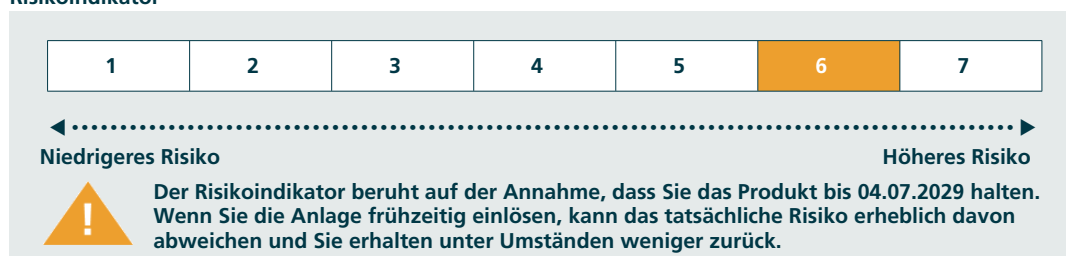 Risikoindikator
1 2 3 4 5 6 7
Niedrigeres Risiko Höheres Risiko
! Der Risikoindikator beruht auf der Annahme, dass Sie das Produkt bis 04.07.2029 halten.
Wenn Sie die Anlage frühzeitig einlösen, kann das tatsächliche Risiko erheblich davon
abweichen und Sie erhalten unter Umständen weniger zurück.